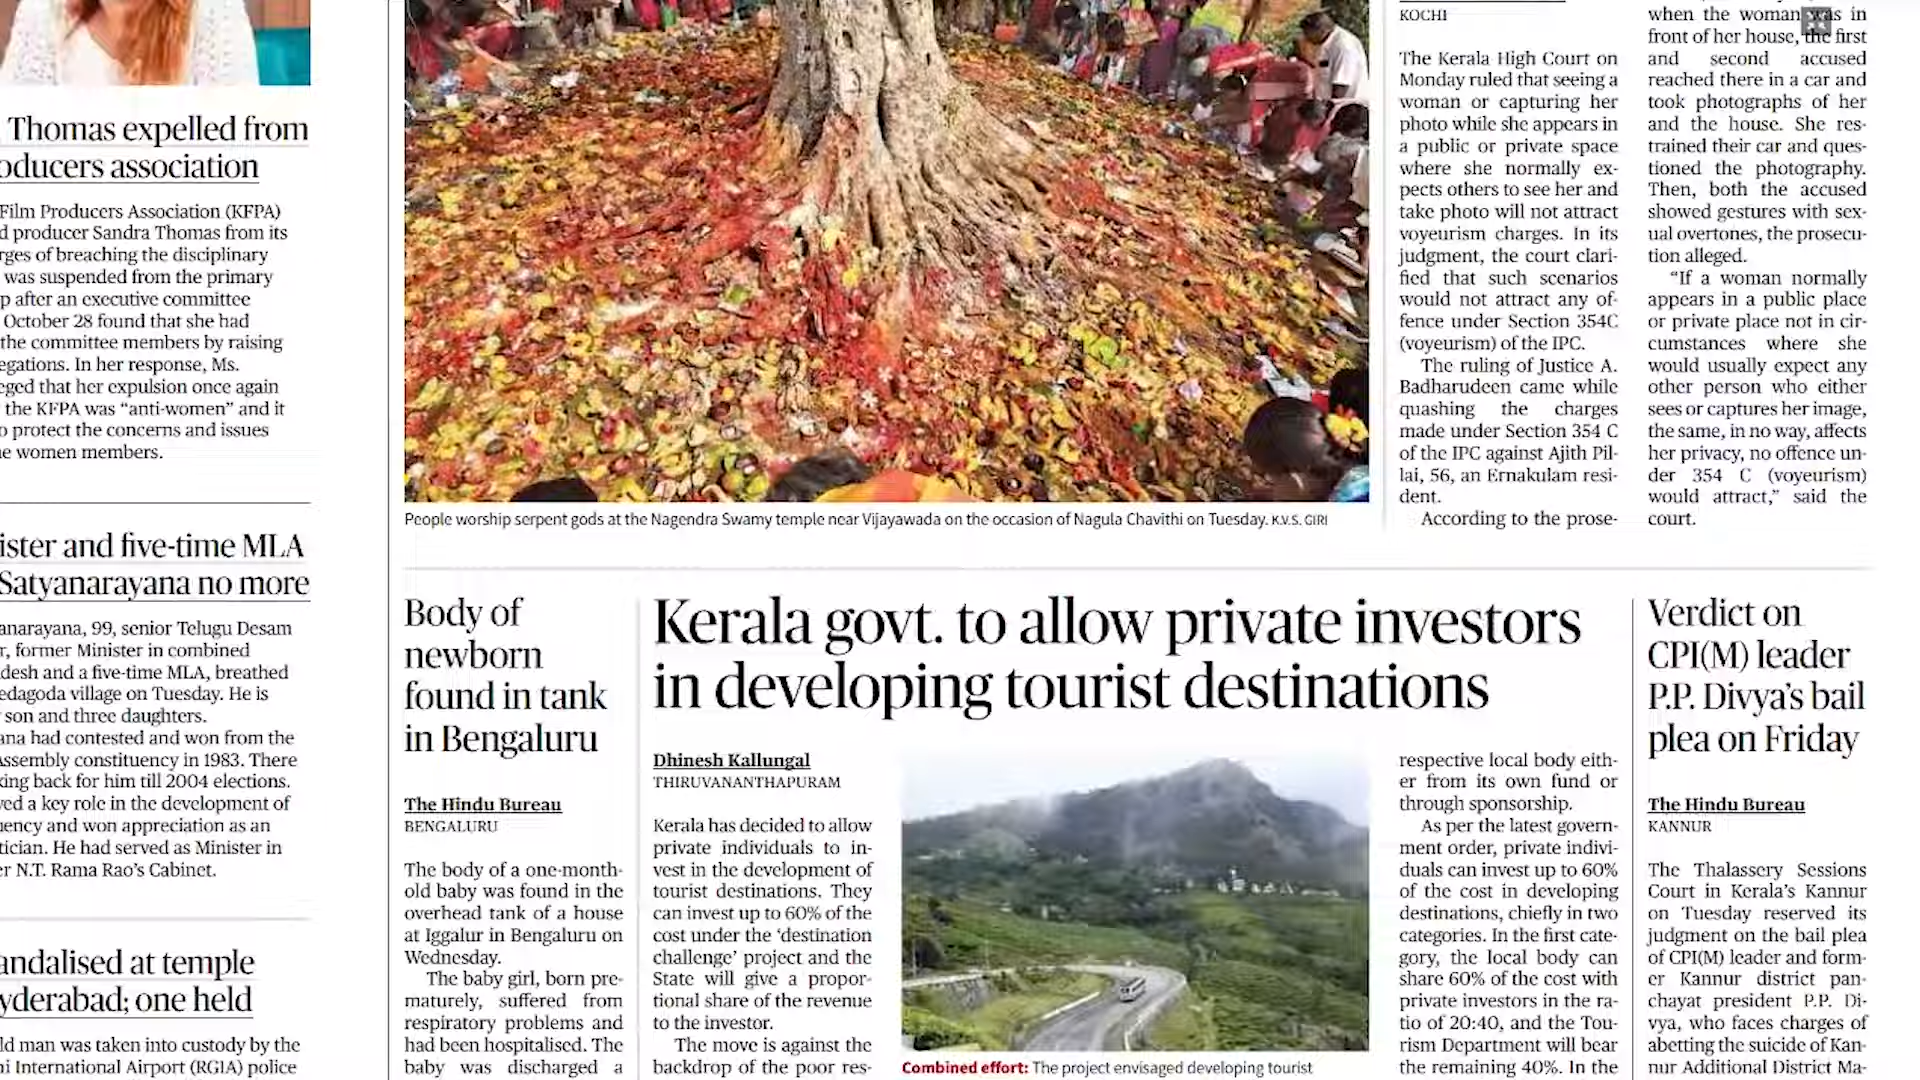 Thomas expelled from
oducers association
Film Producers Association (KFPA)
d producer Sandra Thomas from its
rges of breaching the disciplinary
was suspended from the primary
p after an executive committee
October 28 found that she had
the committee members by raising
egations. In her response, Ms.
eged that her expulsion once again
the KFPA was “anti-women” and it
o protect the concerns and issues
e women members.
ister and five-time MLA
Satyanarayana no more
anarayana, 99, senior Telugu Desam
r, former Minister in combined
desh and a five-time MLA, breathed
edagoda village on Tuesday. He is
son and three daughters.
ana had contested and won from the
Assembly constituency in 1983. There
king back for him till 2004 elections.
ed a key role in the development of
uency and won appreciation as an
tician. He had served as Minister in
er N.T. Rama Rao’s Cabinet.
andalised at temple
yderabad; one held
ld man was taken into custody by the
i International Airport (RGIA) police
People worship serpent gods at the Nagendra Swamy temple near Vijayawada on the occasion of Nagula Chavithi on Tuesday. K.V.S. GIRI
KOCHI
The Kerala High Court on
Monday ruled that seeing a
woman or capturing her
photo while she appears in
a public or private space
where she normally ex-
pects others to see her and
take photo will not attract
voyeurism charges. In its
judgment, the court clari-
fied that such scenarios
would not attract any of-
fence under Section 354C
(voyeurism) of the IPC.
The ruling of Justice A.
Badharudeen came while
quashing the charges
made under Section 354 C
of the IPC against Ajith Pil-
lai, 56, an Ernakulam resi-
dent.
According to the prose-
when the woman was in
front of her house, the first
and second accused
reached there in a car and
took photographs of her
and the house. She res-
trained their car and ques-
tioned the photography.
Then, both the accused
showed gestures with sex-
ual overtones, the prosecu-
tion alleged.
“If a woman normally
appears in a public place
or private place not in cir-
cumstances where she
would usually expect any
other person who either
sees or captures her image,
the same, in no way, affects
her privacy, no offence un-
der 354 C (voyeurism)
would attract,” said the
court.
Body of
newborn
found in tank
in Bengaluru
The Hindu Bureau
BENGALURU
The body of a one-month-
old baby was found in the
overhead tank of a house
at Iggalur in Bengaluru on
Wednesday.
The baby girl, born pre-
maturely, suffered from
respiratory problems and
had been hospitalised. The
baby was discharged a
Kerala govt. to allow private investors
in developing tourist destinations
Dhinesh Kallungal
THIRUVANANTHAPURAM
Kerala has decided to allow
private individuals to in-
vest in the development of
tourist destinations. They
can invest up to 60% of the
cost under the ‘destination
challenge’ project and the
State will give a propor-
tional share of the revenue
to the investor.
The move is against the
backdrop of the poor res-
Combined effort: The project envisaged developing tourist
respective local body eith-
er from its own fund or
through sponsorship.
As per the latest govern-
ment order, private indivi-
duals can invest up to 60%
of the cost in developing
destinations, chiefly in two
categories. In the first cate-
gory, the local body can
share 60% of the cost with
private investors in the ra-
tio of 20:40, and the Tou-
rism Department will bear
the remaining 40%. In the
Verdict on
CPI(M) leader
P.P. Divya’s bail
plea on Friday
The Hindu Bureau
KANNUR
The Thalassery Sessions
Court in Kerala’s Kannur
on Tuesday reserved its
judgment on the bail plea
of CPI(M) leader and form-
er Kannur district pan-
chayat president P.P. Di-
vya, who faces charges of
abetting the suicide of Kan-
nur Additional District Ma-